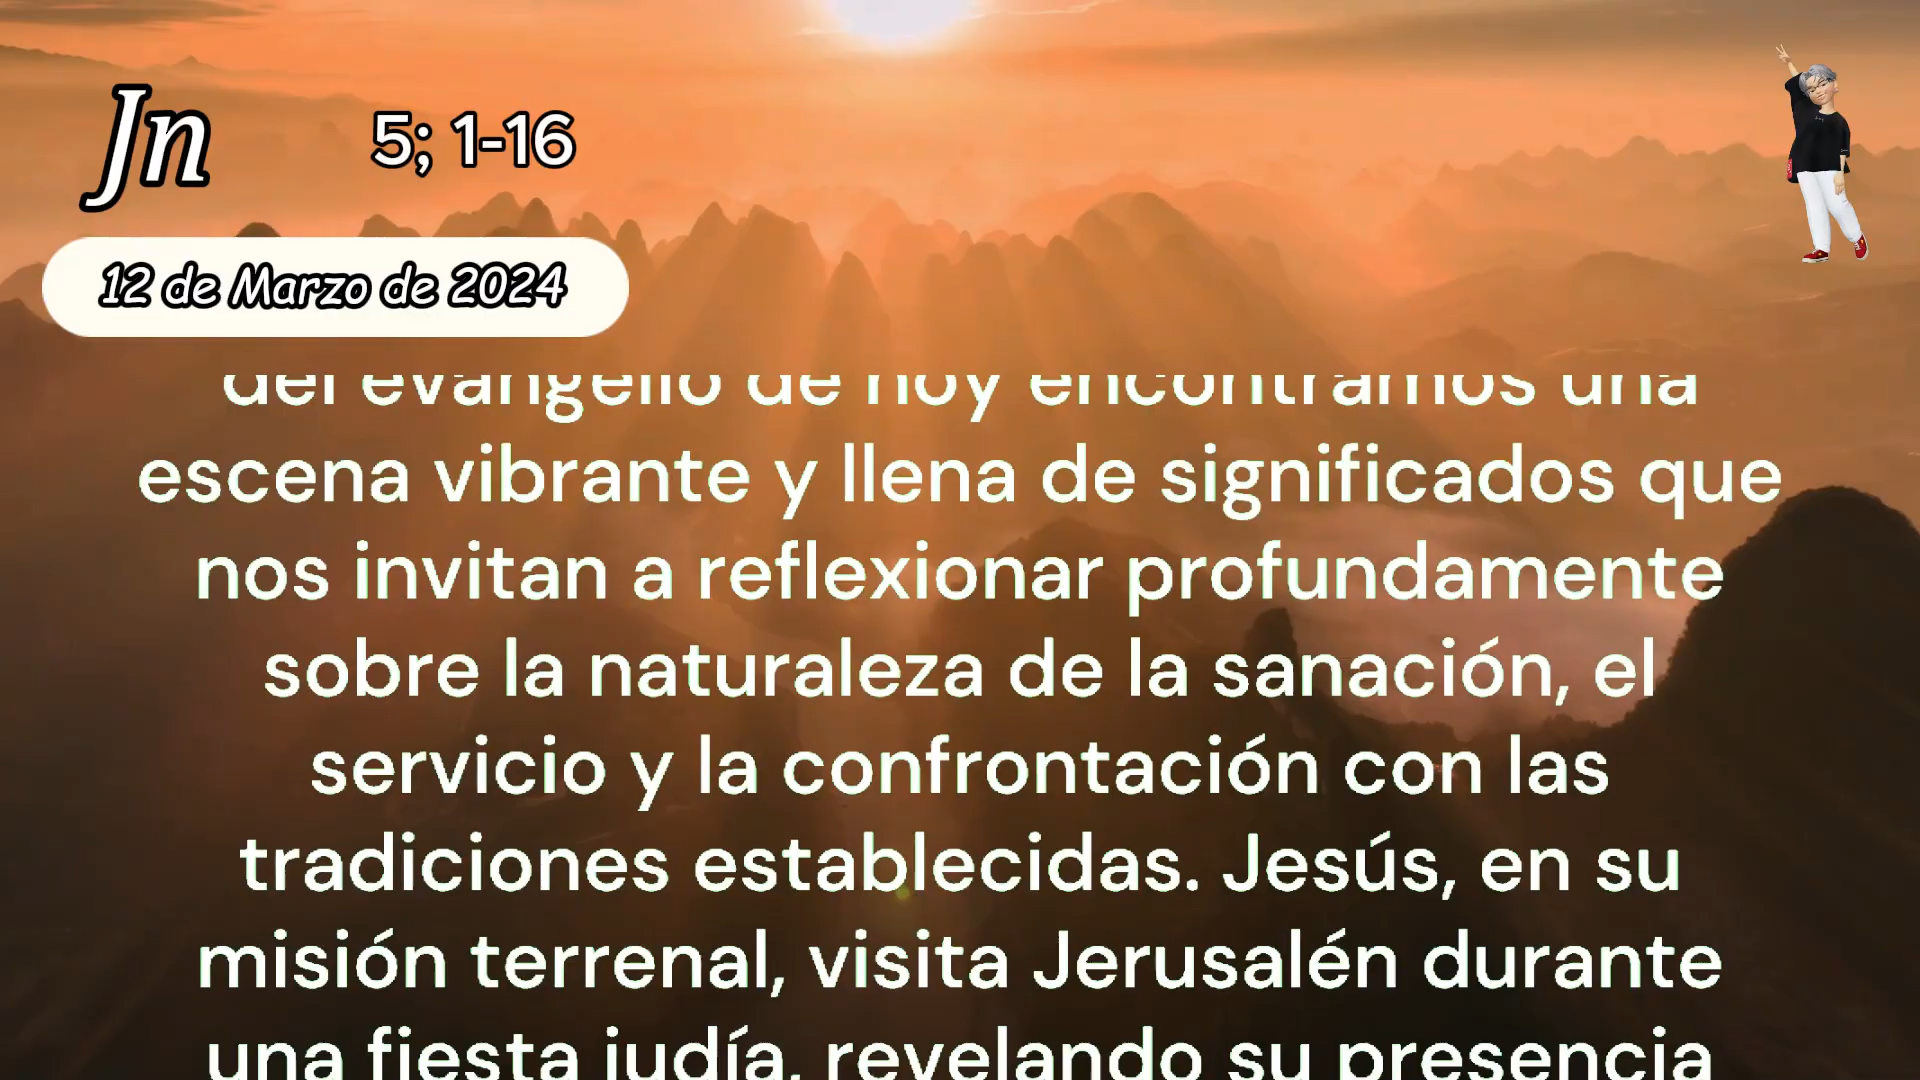 Jn 5; 1-16
12 de Marzo de 2024
del evangelio de hoy encontramos una
escena vibrante y llena de significados que
nos invitan a reflexionar profundamente
sobre la naturaleza de la sanación, el
servicio y la confrontación con las
tradiciones establecidas. Jesús, en su
misión terrenal, visita Jerusalén durante
una fiesta judía, revelando su presencia